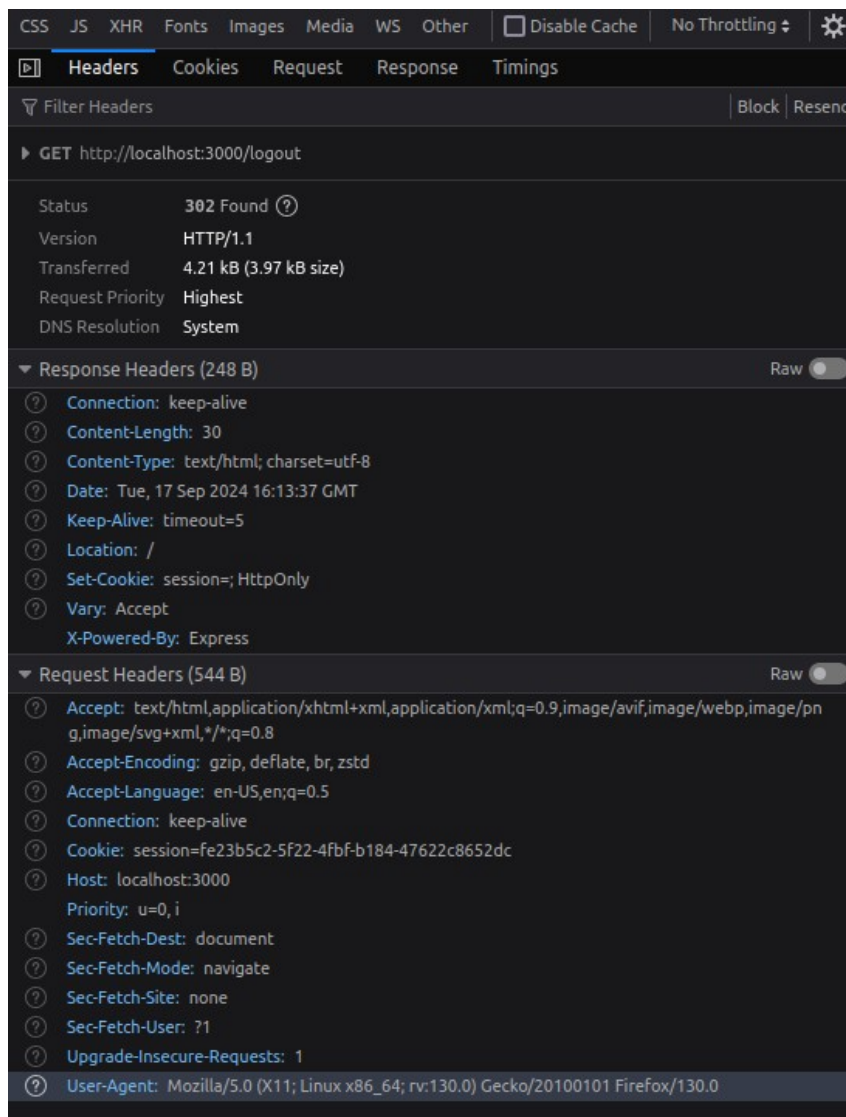 CSS JS XHR Fonts Images Media WS Other Disable Cache No Throttling
Headers Cookies Request Response Timings
Filter Headers Block Resend
GET http://localhost:3000/logout
Status 302 Found
Version HTTP/1.1
Transferred 4.21 kB (3.97 kB size)
Request Priority Highest
DNS Resolution System
Response Headers (248 B) Raw
Connection: keep-alive
Content-Length: 30
Content-Type: text/html; charset=utf-8
Date: Tue, 17 Sep 2024 16:13:37 GMT
Keep-Alive: timeout=5
Location: /
Set-Cookie: session=; HttpOnly
Vary: Accept
X-Powered-By: Express
Request Headers (544 B) Raw
Accept: text/html,application/xhtml+xml,application/xml;q=0.9,image/avif,image/webp,image/pn
g,image/svg+xml,*/*;q=0.8
Accept-Encoding: gzip, deflate, br, zstd
Accept-Language: en-US,en;q=0.5
Connection: keep-alive
Cookie: session=fe23b5c2-5f22-4fbf-b184-47622c8652dc
Host: localhost:3000
Priority: u=0, i
Sec-Fetch-Dest: document
Sec-Fetch-Mode: navigate
Sec-Fetch-Site: none
Sec-Fetch-User: ?1
Upgrade-Insecure-Requests: 1
User-Agent: Mozilla/5.0 (X11; Linux x86_64; rv:130.0) Gecko/20100101 Firefox/130.0